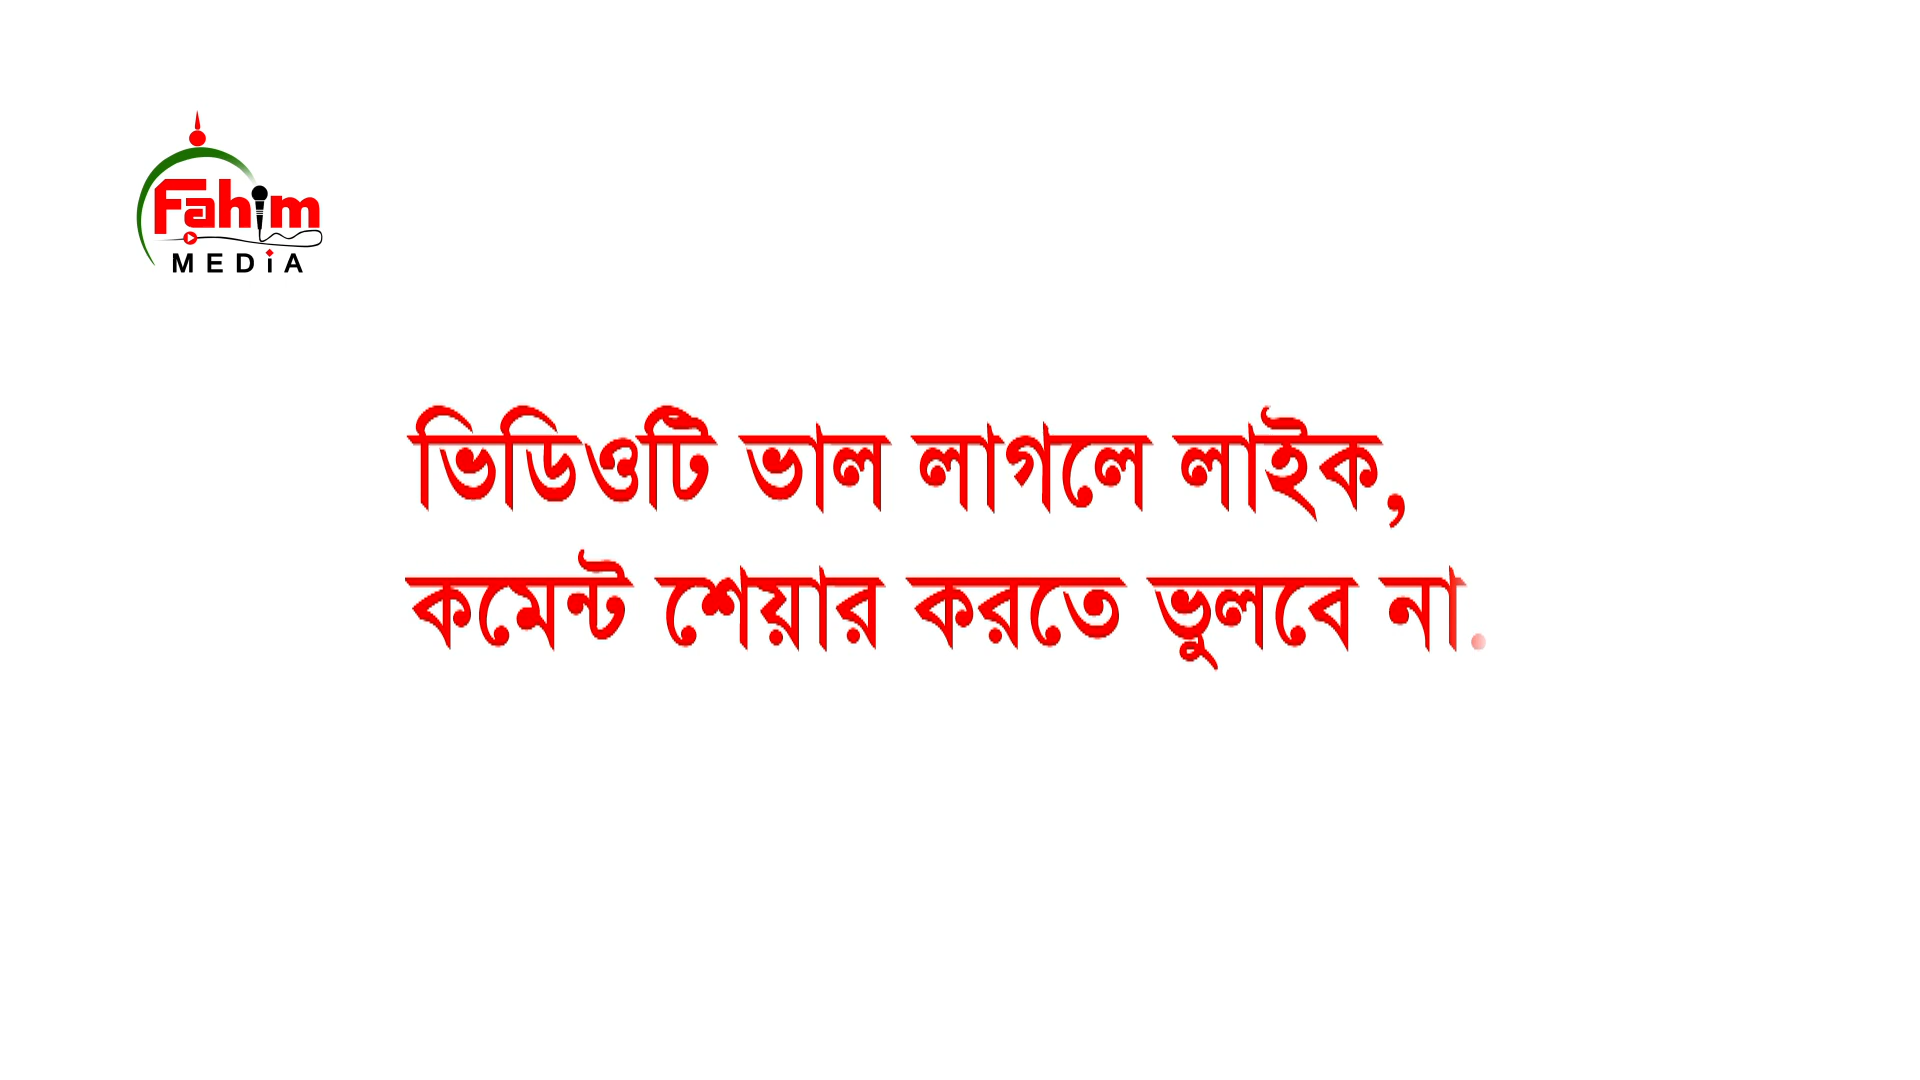 Fahim
MEDiA
ভিডিওটি ভাল লাগলে লাইক,
কমেন্ট শেয়ার করতে ভুলবে না.